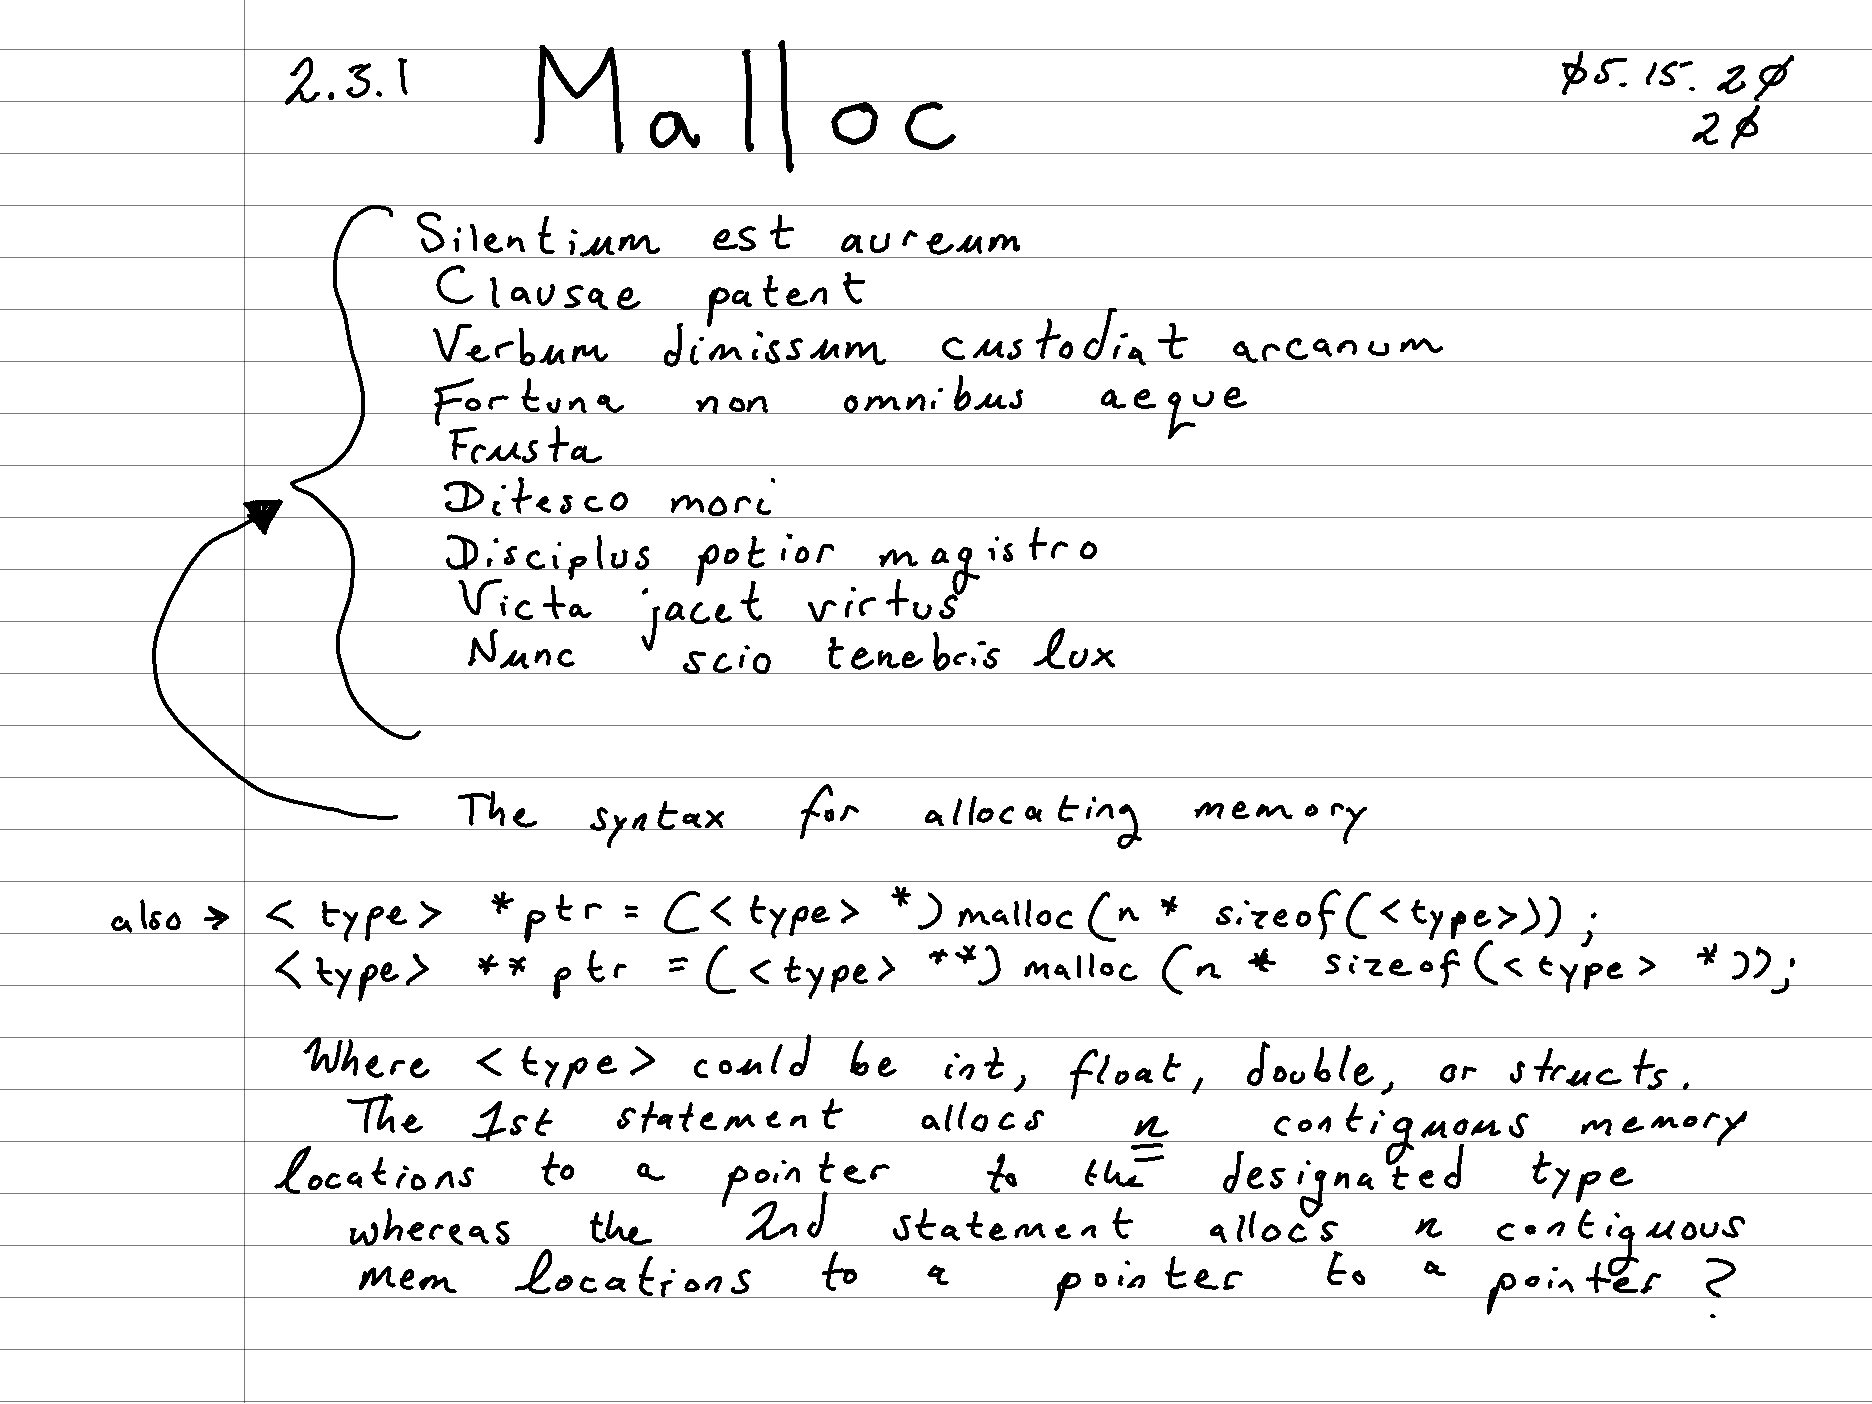 2.3.1 Malloc 05.15.20
20
Silentium est aureum
Clausae patent
Verbum dimissum custodiat arcanum
Fortuna non omnibus aeque
Frusta
Ditesco mori
Disciplus potior magistro
Victa jacet virtus
Nunc scio tenebris lux
The syntax for allocating memory
also → <type> *ptr = (<type> *) malloc(n * sizeof(<type>));
<type> ** ptr = (<type> **) malloc (n * sizeof(<type> *));
Where <type> could be int, float, double, or structs.
The 1st statement allocs n contiguous memory
locations to a pointer to the designated type
whereas the 2nd statement allocs n contiguous
mem locations to a pointer to a pointer?